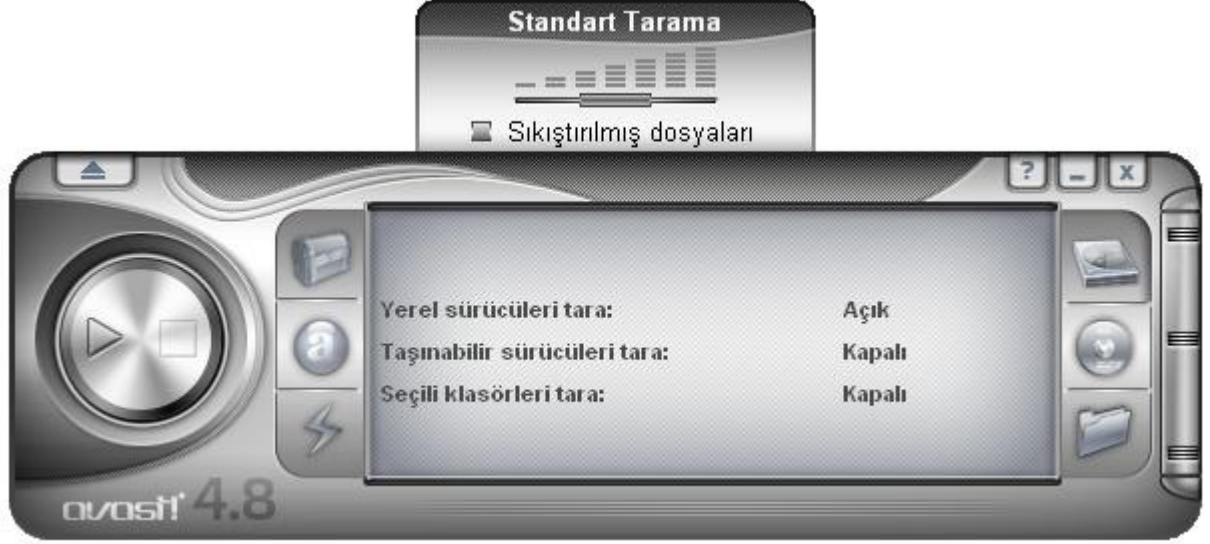 Standart Tarama
Sıkıştırılmış dosyaları
? _ x
Yerel sürücüleri tara: Açık
a
Taşınabilir sürücüleri tara: Kapalı
Seçili klasörleri tara: Kapalı
avast! 4.8